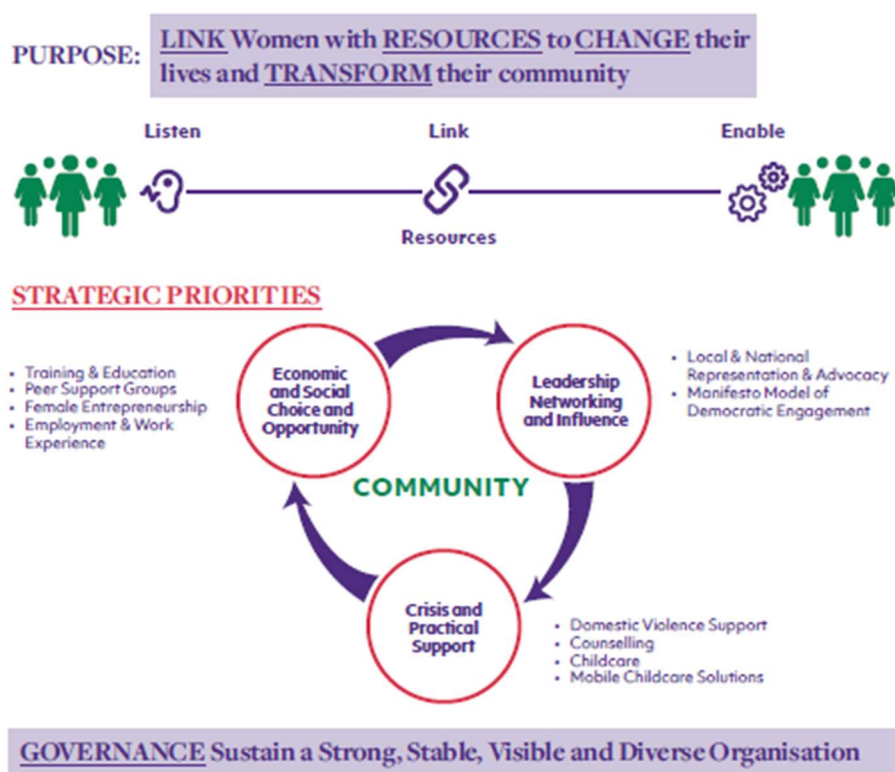 PURPOSE:
LINK Women with RESOURCES to CHANGE their
lives and TRANSFORM their community
Listen
Link
Enable
Resources
STRATEGIC PRIORITIES
• Training & Education
• Peer Support Groups
• Female Entrepreneurship
• Employment & Work
Experience
Economic
and Social
Choice and
Opportunity
Leadership
Networking
and Influence
• Local & National
Representation & Advocacy
• Manifesto Model of
Democratic Engagement
COMMUNITY
Crisis and
Practical
Support
• Domestic Violence Support
• Counselling
• Childcare
• Mobile Childcare Solutions
GOVERNANCE Sustain a Strong, Stable, Visible and Diverse Organisation